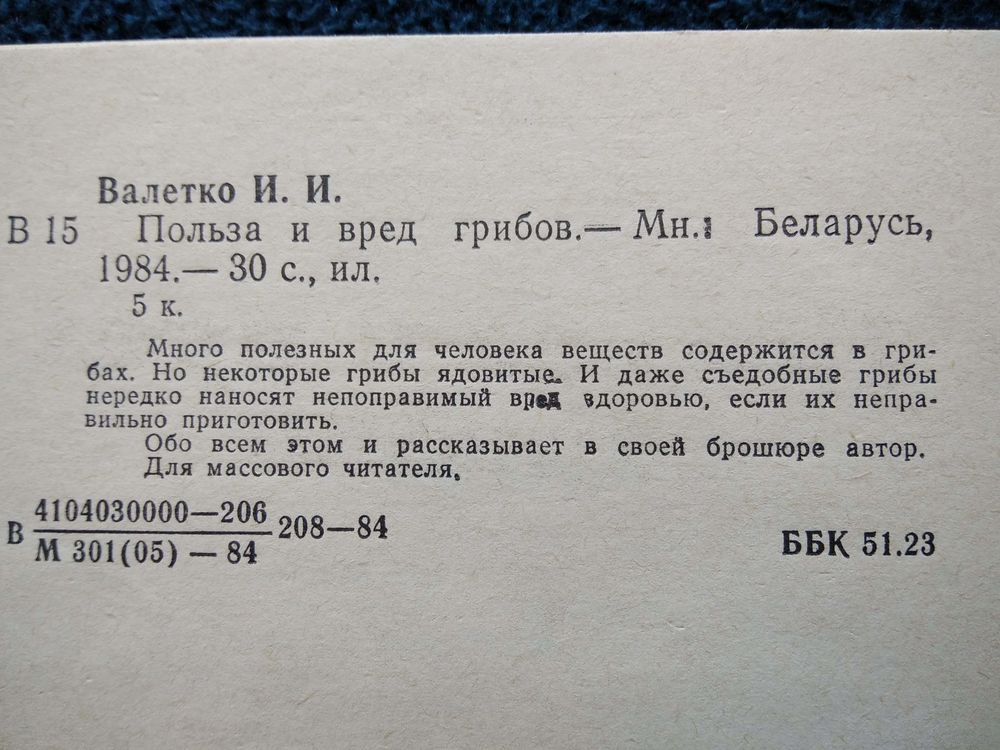 Валетко И. И.
В 15 Польза и вред грибов.— Мн.: Беларусь,
1984.— 30 с., ил.
5 к.
Много полезных для человека веществ содержится в гри-
бах. Но некоторые грибы ядовитые. И даже съедобные грибы
нередко наносят непоправимый вред здоровью, если их непра-
вильно приготовить.
Обо всем этом и рассказывает в своей брошюре автор.
Для массового читателя.
В 4104030000—206
М 301(05) — 84 208—84
ББК 51.23